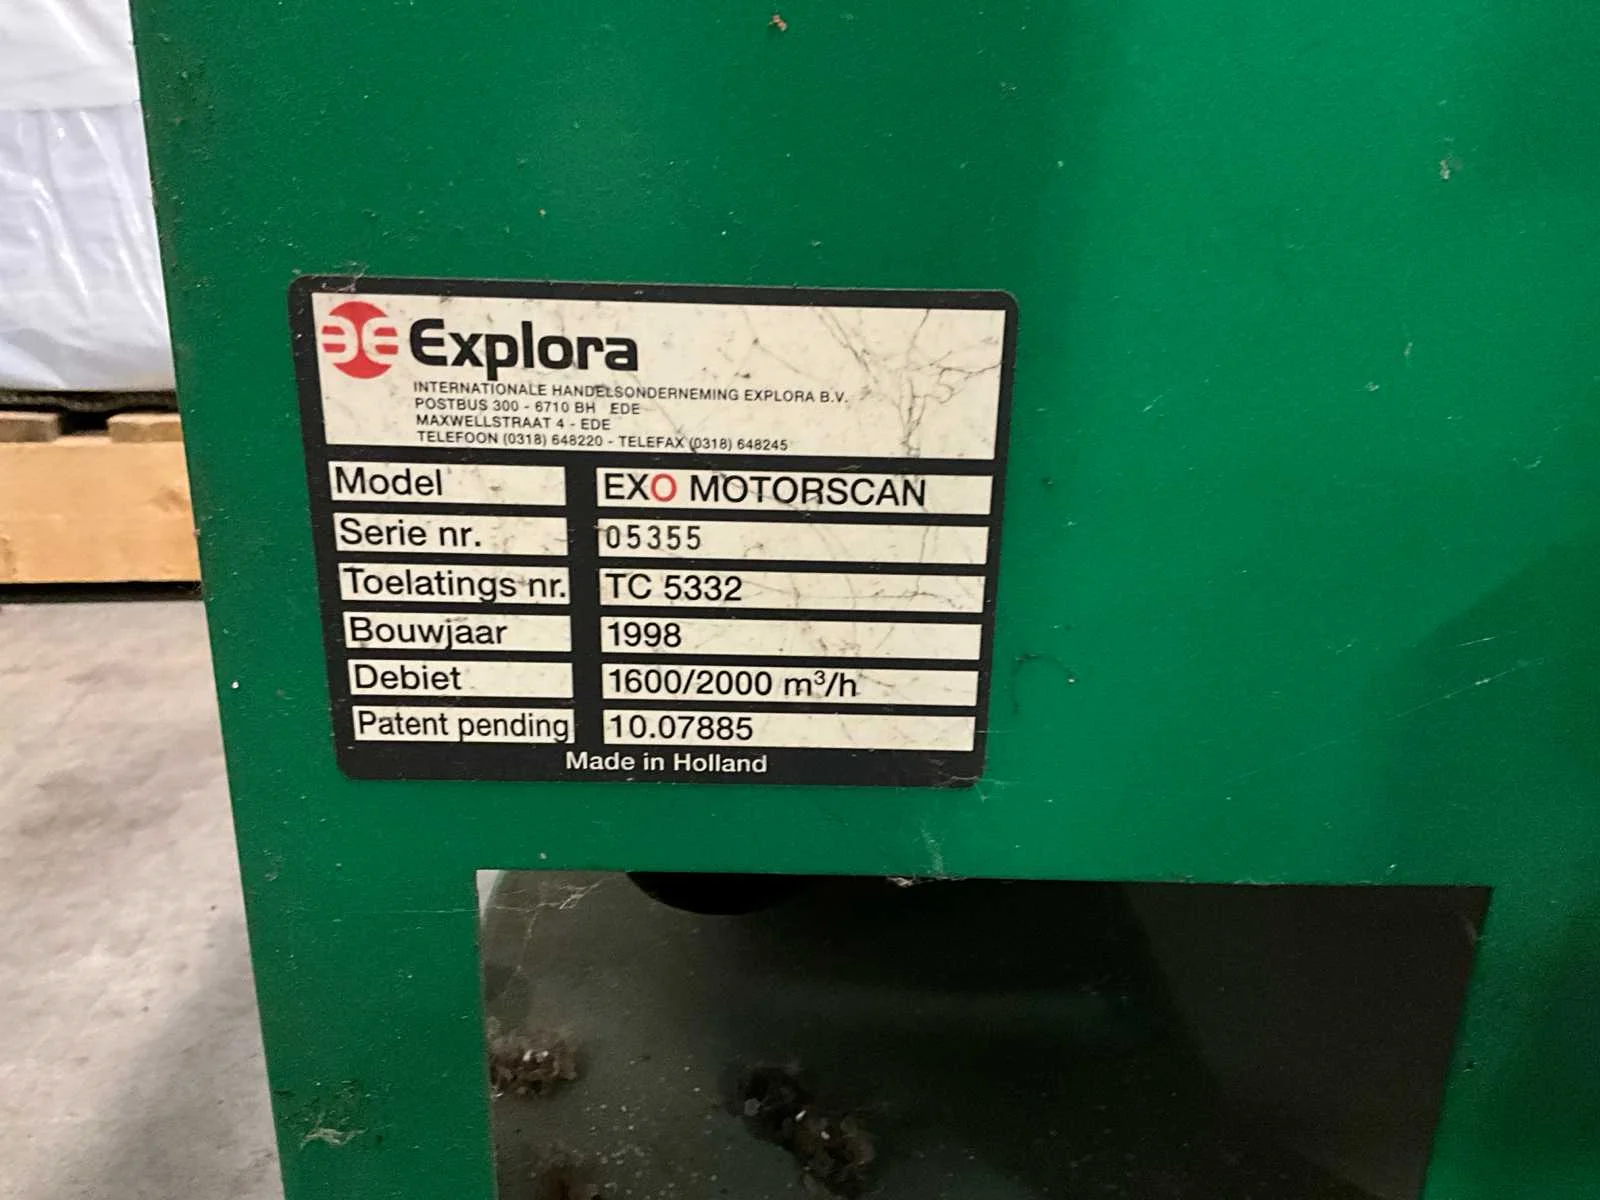 Explora
INTERNATIONALE HANDELSONDERNEMING EXPLORA B.V.
POSTBUS 300 - 6710 BH EDE
MAXWELLSTRAAT 4 - EDE
TELEFOON (0318) 648220 - TELEFAX (0318) 648245
Model EXO MOTORSCAN
Serie nr. 05355
Toelatings nr. TC 5332
Bouwjaar 1998
Debiet 1600/2000 m³/h
Patent pending 10.07885
Made in Holland